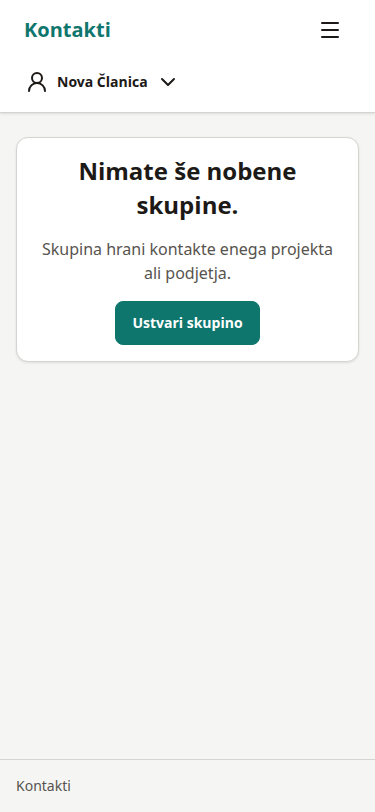 Kontakti
Nova Članica
Nimate še nobene
skupine.
Skupina hrani kontakte enega projekta
ali podjetja.
Ustvari skupino
Kontakti